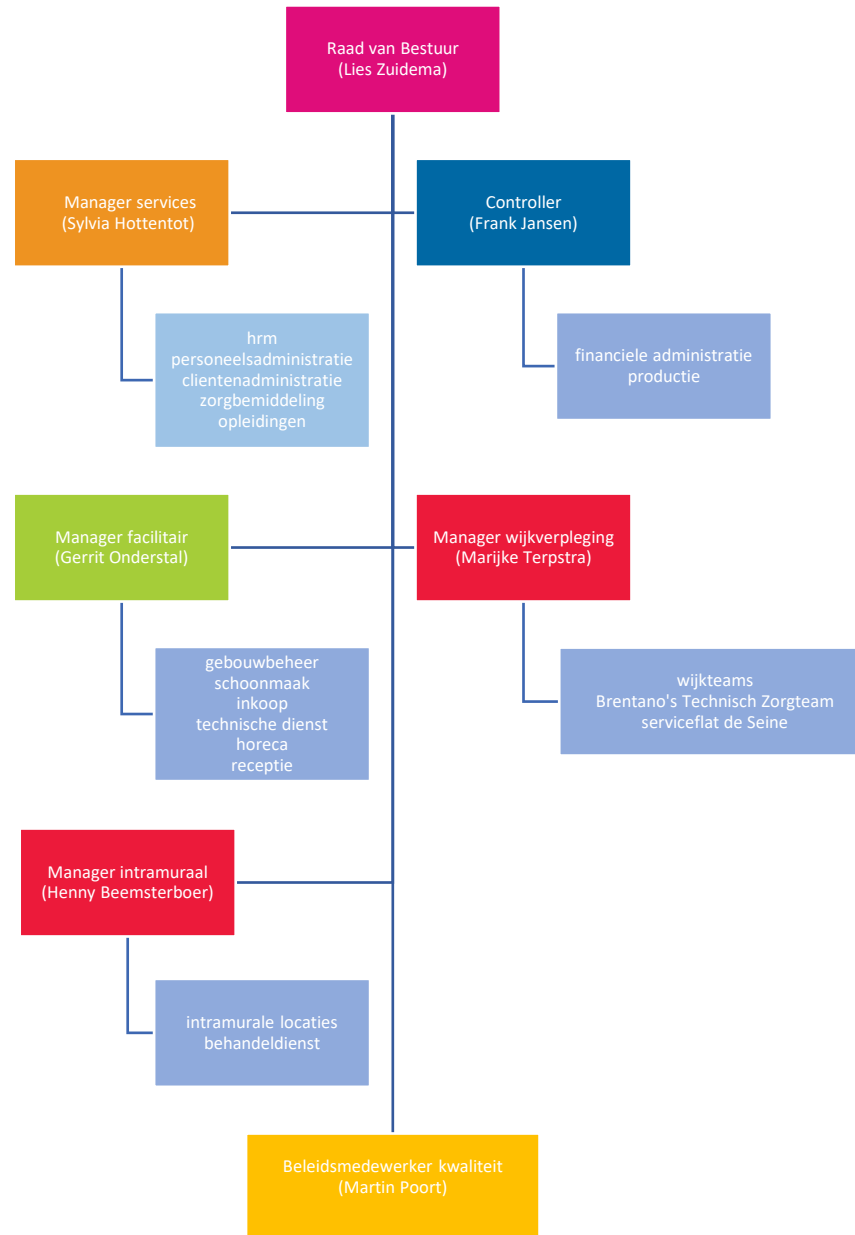 Raad van Bestuur
(Lies Zuidema)
Manager services
(Sylvia Hottentot)
Controller
(Frank Jansen)
hrm
personeelsadministratie
clientenadministratie
zorgbemiddeling
opleidingen
financiele administratie
productie
Manager facilitair
(Gerrit Onderstal)
Manager wijkverpleging
(Marijke Terpstra)
gebouwbeheer
schoonmaak
inkoop
technische dienst
horeca
receptie
wijkteams
Brentano's Technisch Zorgteam
serviceflat de Seine
Manager intramuraal
(Henny Beemsterboer)
intramurale locaties
behandeldienst
Beleidsmedewerker kwaliteit
(Martin Poort)